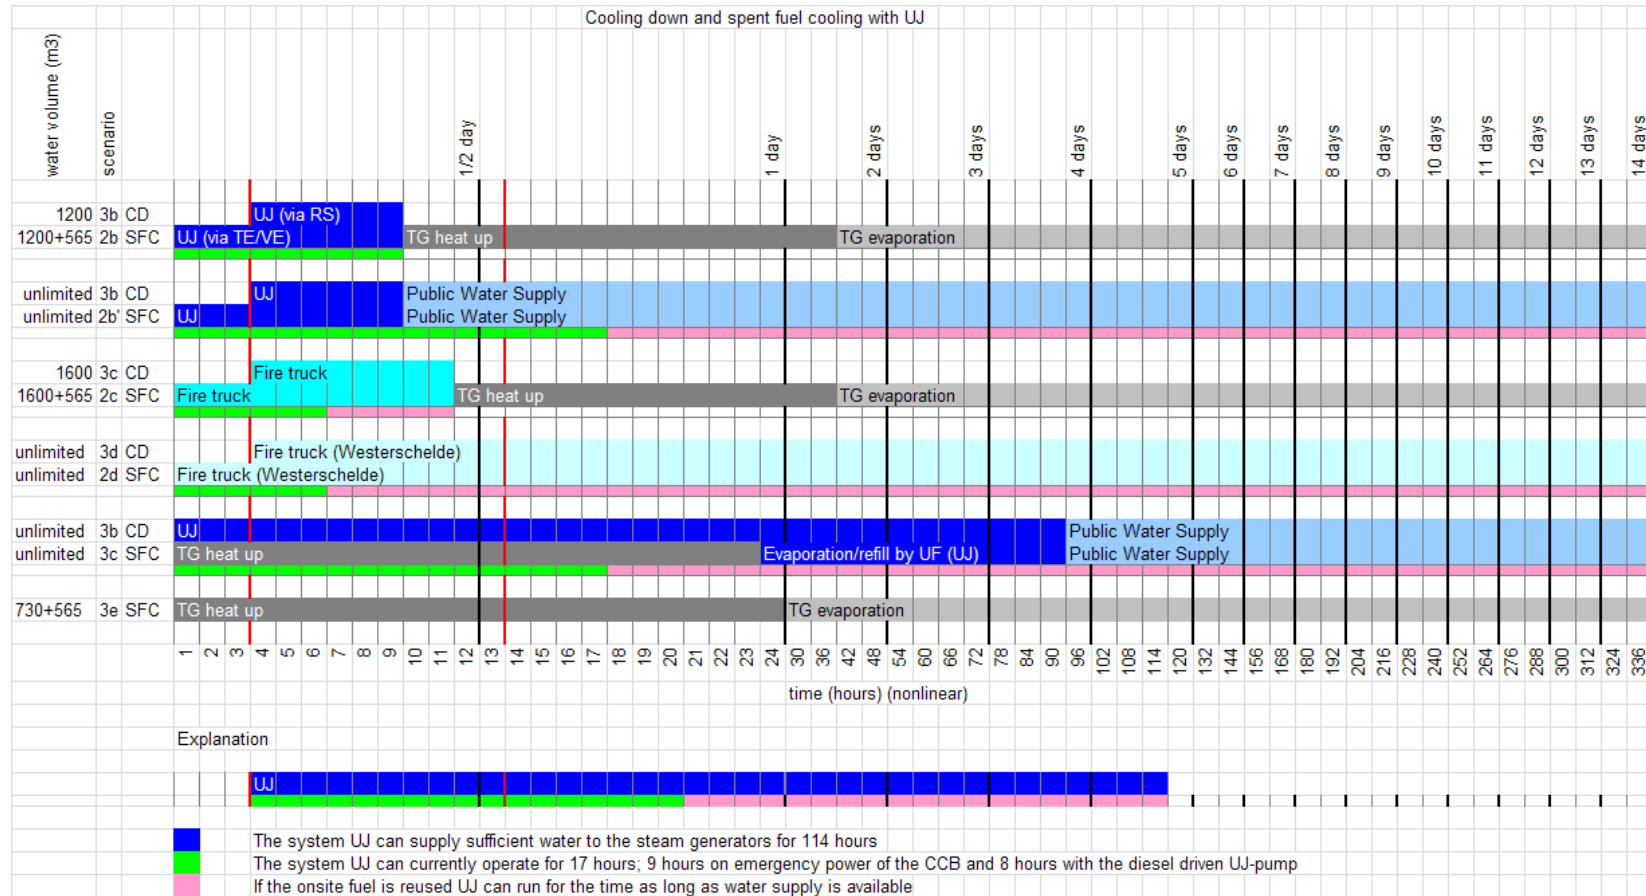 Cooling down and spent fuel cooling with UJ
water volume (m3)
scenario
1/2 day
1 day
2 days
3 days
4 days
5 days
6 days
7 days
8 days
9 days
10 days
11 days
12 days
13 days
14 days
1200 3b CD UJ (via RS)
1200+565 2b SFC UJ (via TE/VE) TG heat up TG evaporation
unlimited 3b CD UJ Public Water Supply
unlimited 2b' SFC UJ Public Water Supply
1600 3c CD Fire truck
1600+565 2c SFC Fire truck TG heat up TG evaporation
unlimited 3d CD Fire truck (Westerschelde)
unlimited 2d SFC Fire truck (Westerschelde)
unlimited 3b CD UJ Public Water Supply
unlimited 3c SFC TG heat up Evaporation/refill by UF (UJ) Public Water Supply
730+565 3e SFC TG heat up TG evaporation
1 2 3 4 5 6 7 8 9 10 11 12 13 14 15 16 17 18 19 20 21 22 23 24 30 36 42 48 54 60 66 72 78 84 90 96 102 108 114 120 132 144 156 168 180 192 204 216 228 240 252 264 276 288 300 312 324 336
time (hours) (nonlinear)
Explanation
UJ
The system UJ can supply sufficient water to the steam generators for 114 hours
The system UJ can currently operate for 17 hours; 9 hours on emergency power of the CCB and 8 hours with the diesel driven UJ-pump
If the onsite fuel is reused UJ can run for the time as long as water supply is available